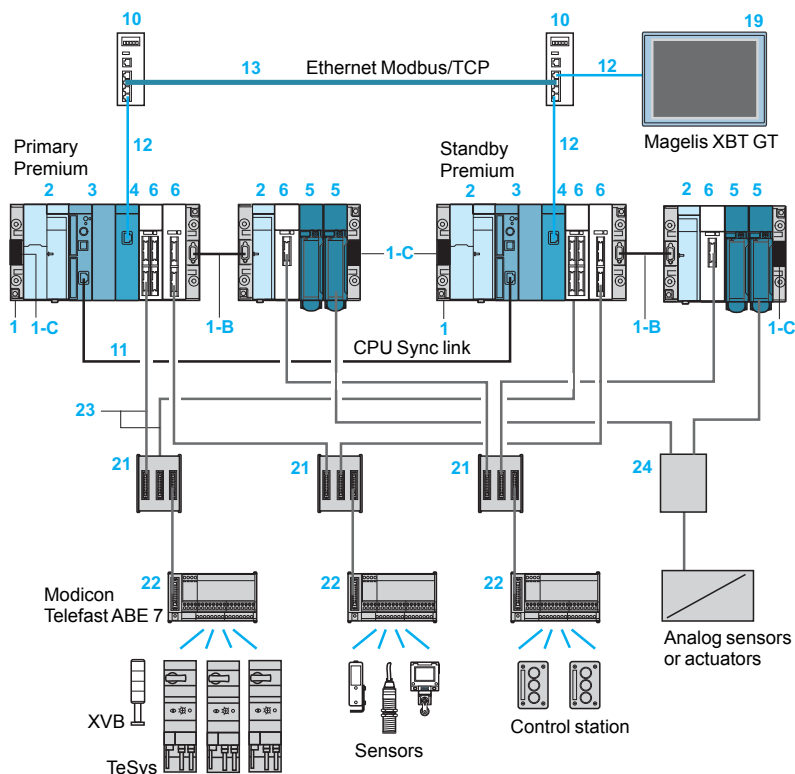 10
10
19
13
Ethernet Modbus/TCP
12
Magelis XBT GT
Primary
Premium
12
Standby
Premium
12
2
3
4
6
6
2
6
5
5
2
3
4
6
6
2
6
5
5
1-C
1
1-C
1-B
1
1-B
1-C
11
CPU Sync link
23
21
21
21
24
22
22
22
Modicon
Telefast ABE 7
Analog sensors
or actuators
XVB
Sensors
Control station
TeSys